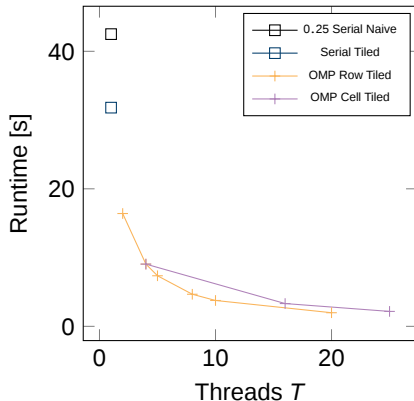 0.25 Serial Naive
Serial Tiled
OMP Row Tiled
OMP Cell Tiled
Runtime [s]
40
20
0
0
10
20
Threads T